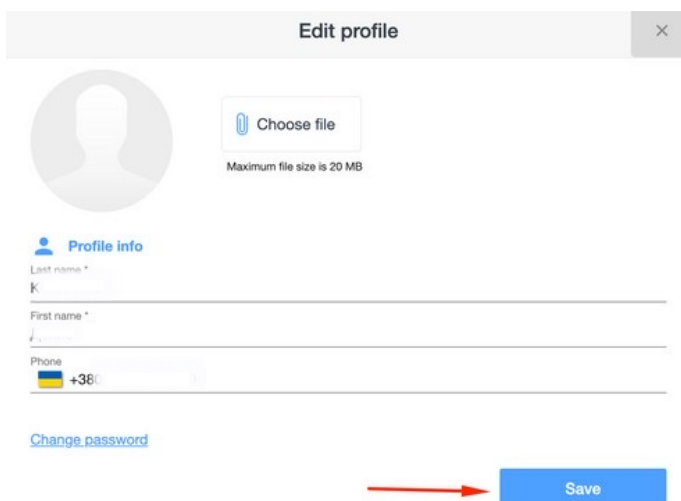 Edit profile
Choose file
Maximum file size is 20 MB
Profile info
Last name *
K
First name *
Phone
+380
Change password
Save